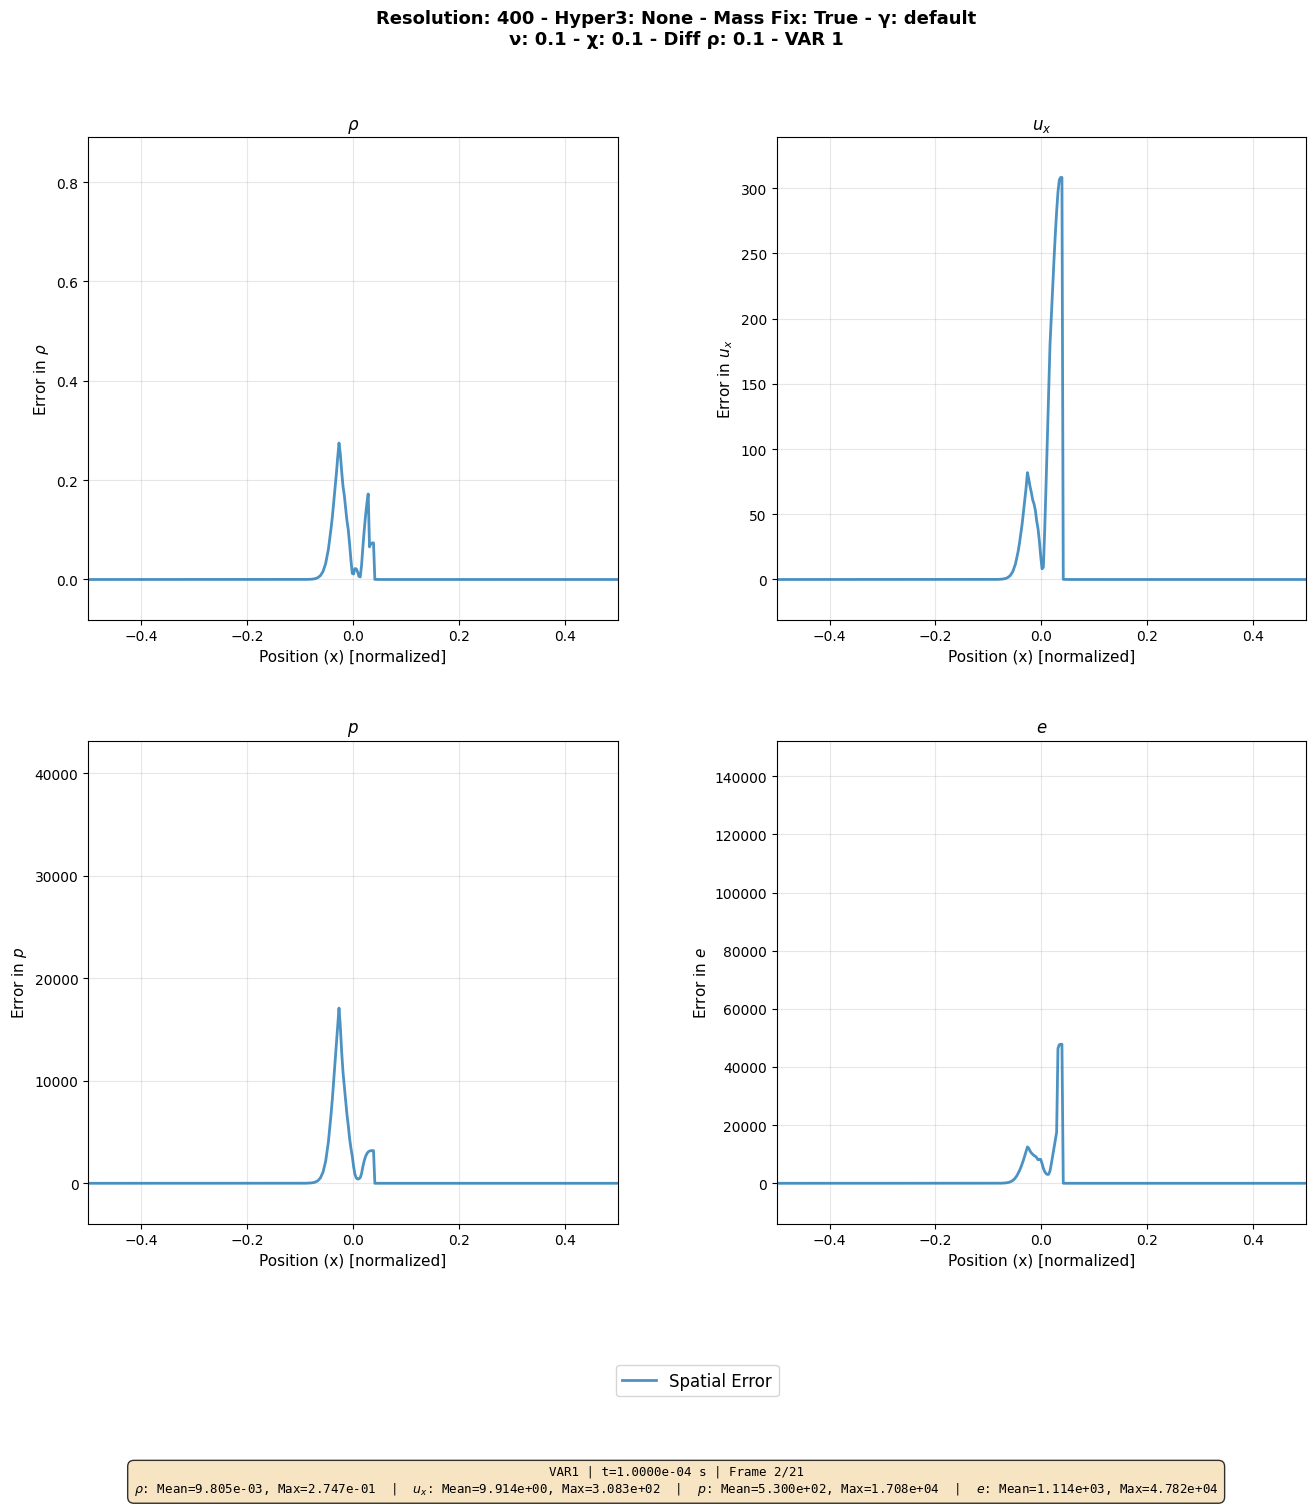 Resolution: 400 - Hyper3: None - Mass Fix: True - γ: default
ν: 0.1 - χ: 0.1 - Diff ρ: 0.1 - VAR 1
ρ
Error in ρ
0.8
0.6
0.4
0.2
0.0
−0.4 −0.2 0.0 0.2 0.4
Position (x) [normalized]
u_x
Error in u_x
300
250
200
150
100
50
0
−0.4 −0.2 0.0 0.2 0.4
Position (x) [normalized]
p
Error in p
40000
30000
20000
10000
0
−0.4 −0.2 0.0 0.2 0.4
Position (x) [normalized]
e
Error in e
140000
120000
100000
80000
60000
40000
20000
0
−0.4 −0.2 0.0 0.2 0.4
Position (x) [normalized]
Spatial Error
VAR1 | t=1.0000e-04 s | Frame 2/21
ρ: Mean=9.805e-03, Max=2.747e-01 | u_x: Mean=9.914e+00, Max=3.083e+02 | p: Mean=5.300e+02, Max=1.708e+04 | e: Mean=1.114e+03, Max=4.782e+04